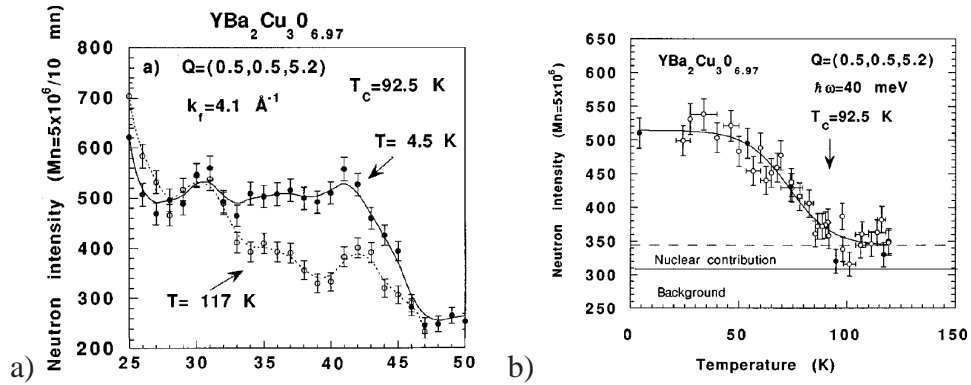 YBa2Cu3O6.97
Neutron intensity (Mn=5x10^6/10 mn)
800
700
600
500
400
300
200
a)
Q=(0.5,0.5,5.2)
kf=4.1 Å-1
TC=92.5 K
T= 4.5 K
T= 117 K
25 30 35 40 45 50
a)
Neutron intensity (Mn=5x10^6)
650
600
550
500
450
400
350
300
250
YBa2Cu3O6.97
Q=(0.5,0.5,5.2)
ħω=40 meV
TC=92.5 K
Nuclear contribution
Background
0 50 100 150
Temperature (K)
b)